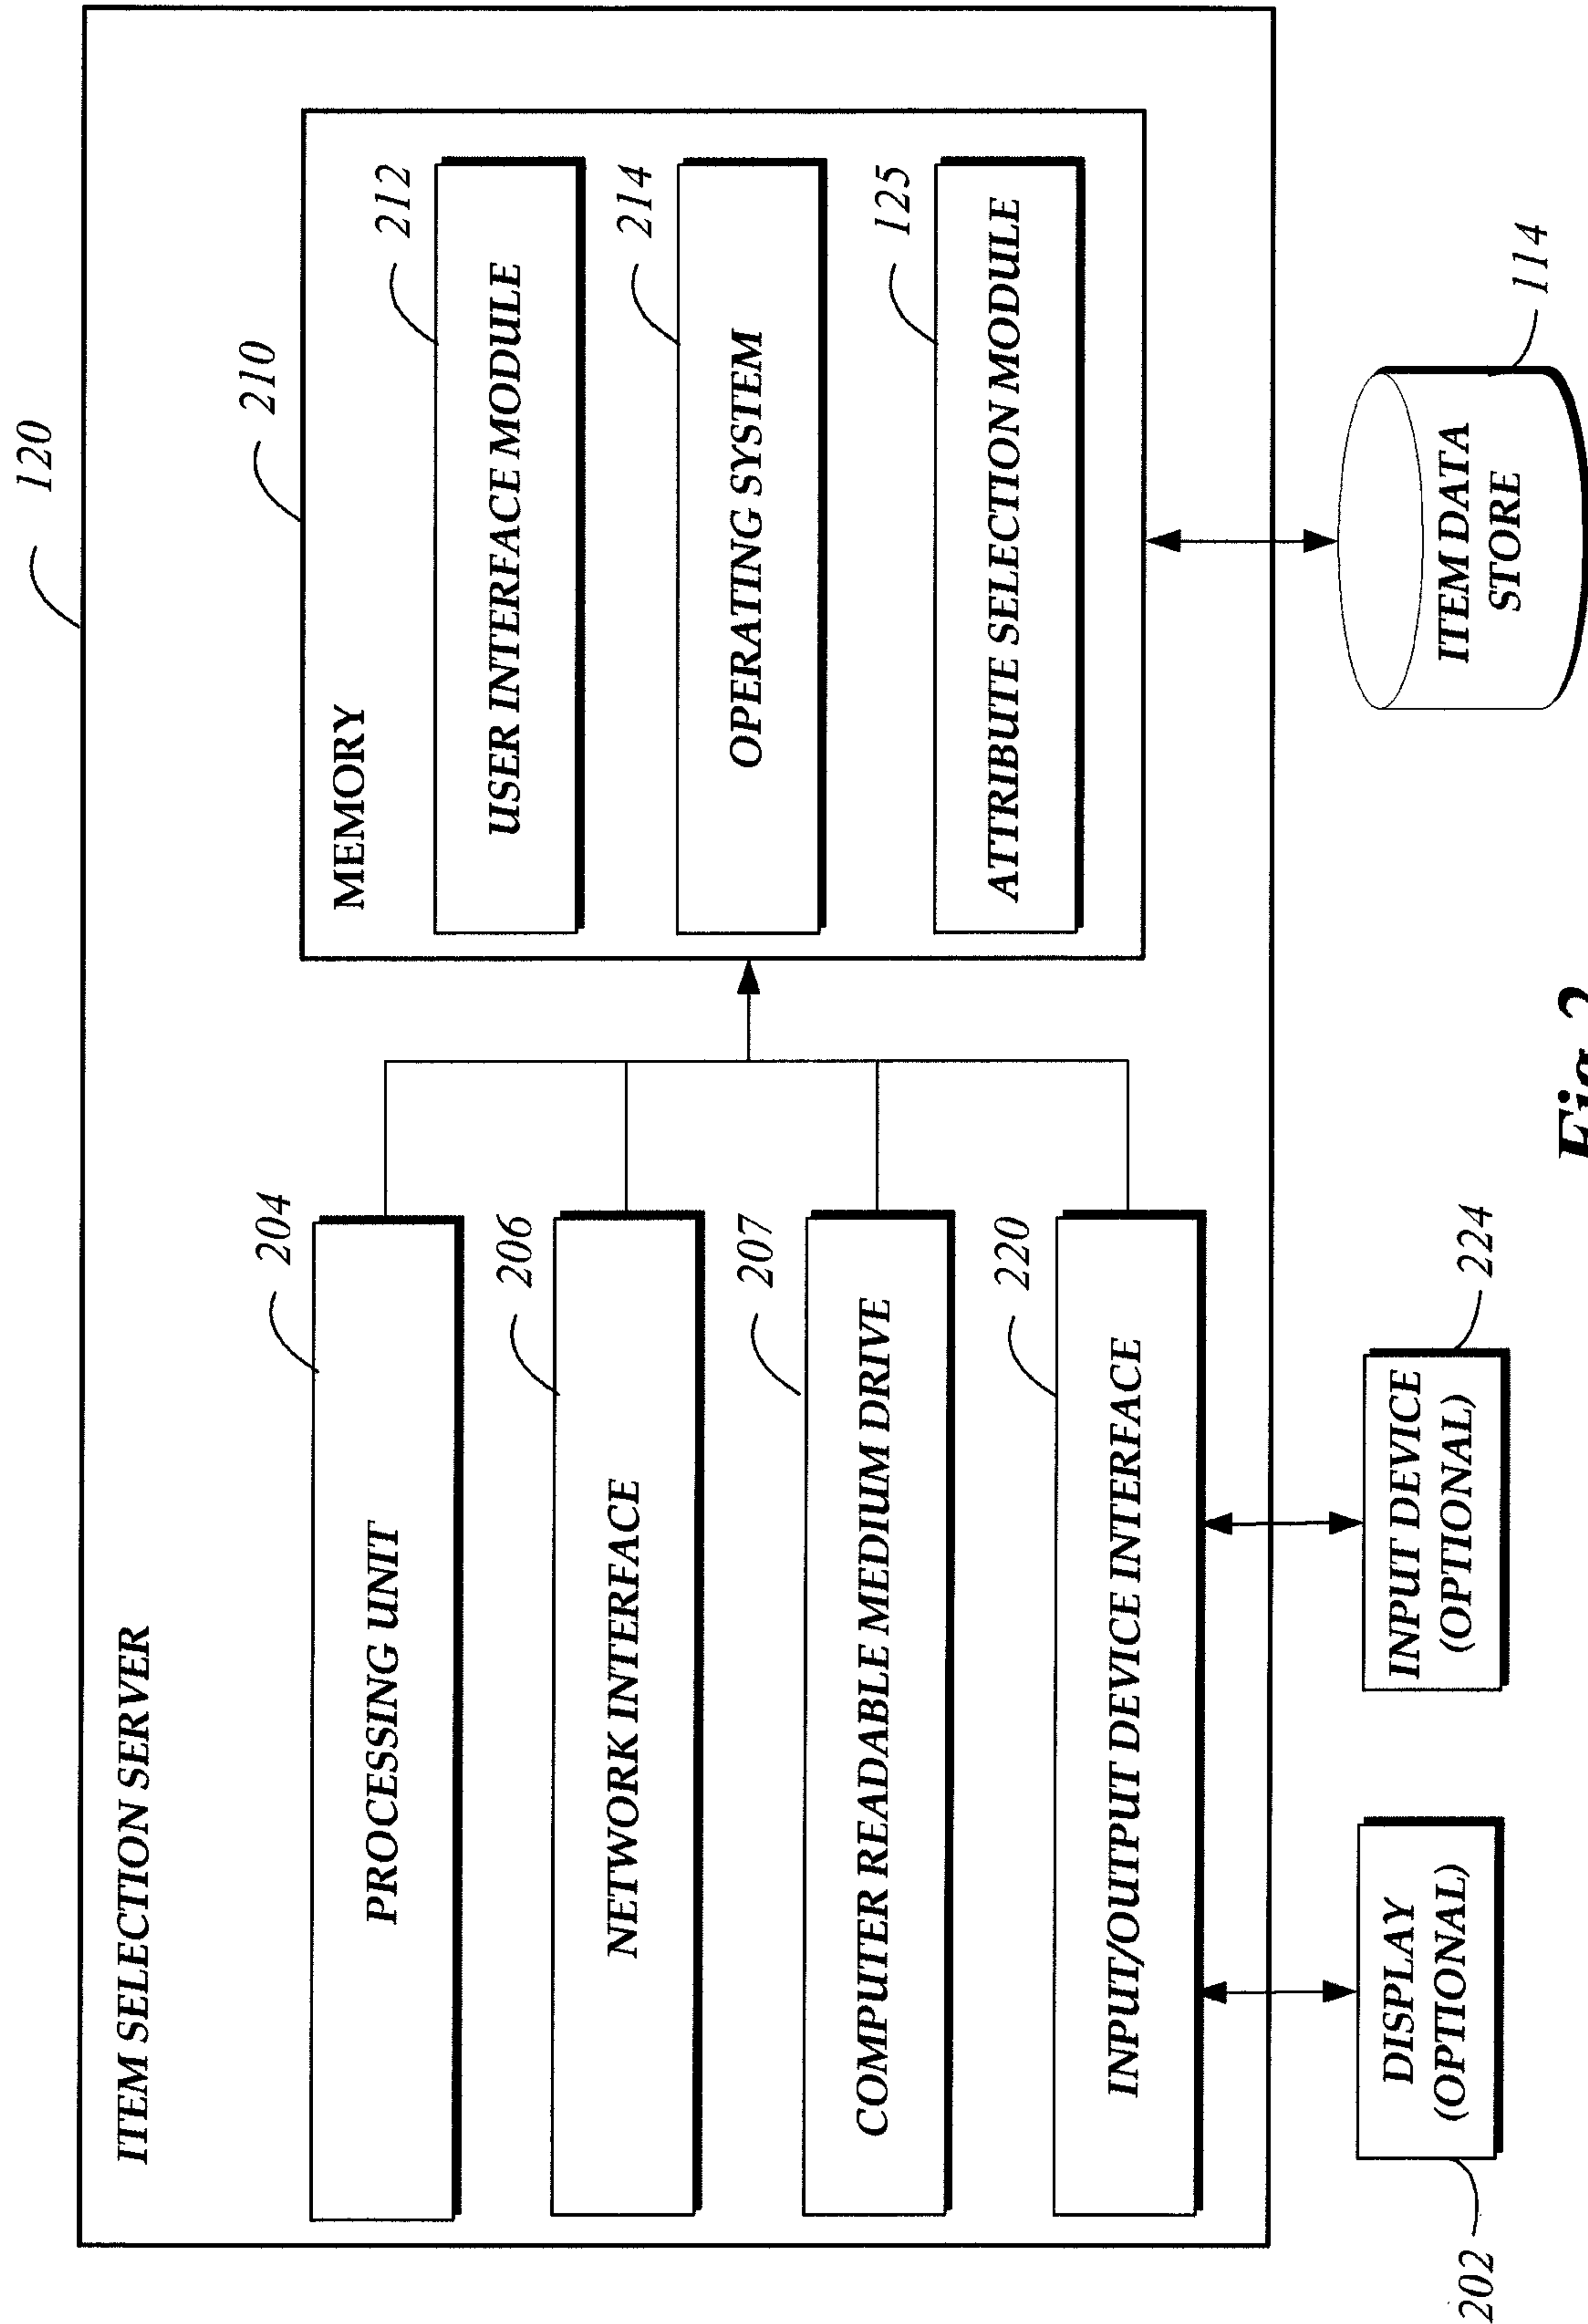 120
ITEM SELECTION SERVER
210
MEMORY
204
PROCESSING UNIT
212
USER INTERFACE MODULE
206
NETWORK INTERFACE
214
OPERATING SYSTEM
207
COMPUTER READABLE MEDIUM DRIVE
125
ATTRIBUTE SELECTION MODULE
220
INPUT/OUTPUT DEVICE INTERFACE
202
DISPLAY
(OPTIONAL)
INPUT DEVICE
(OPTIONAL)
224
ITEM DATA
STORE
114
Fig.2.